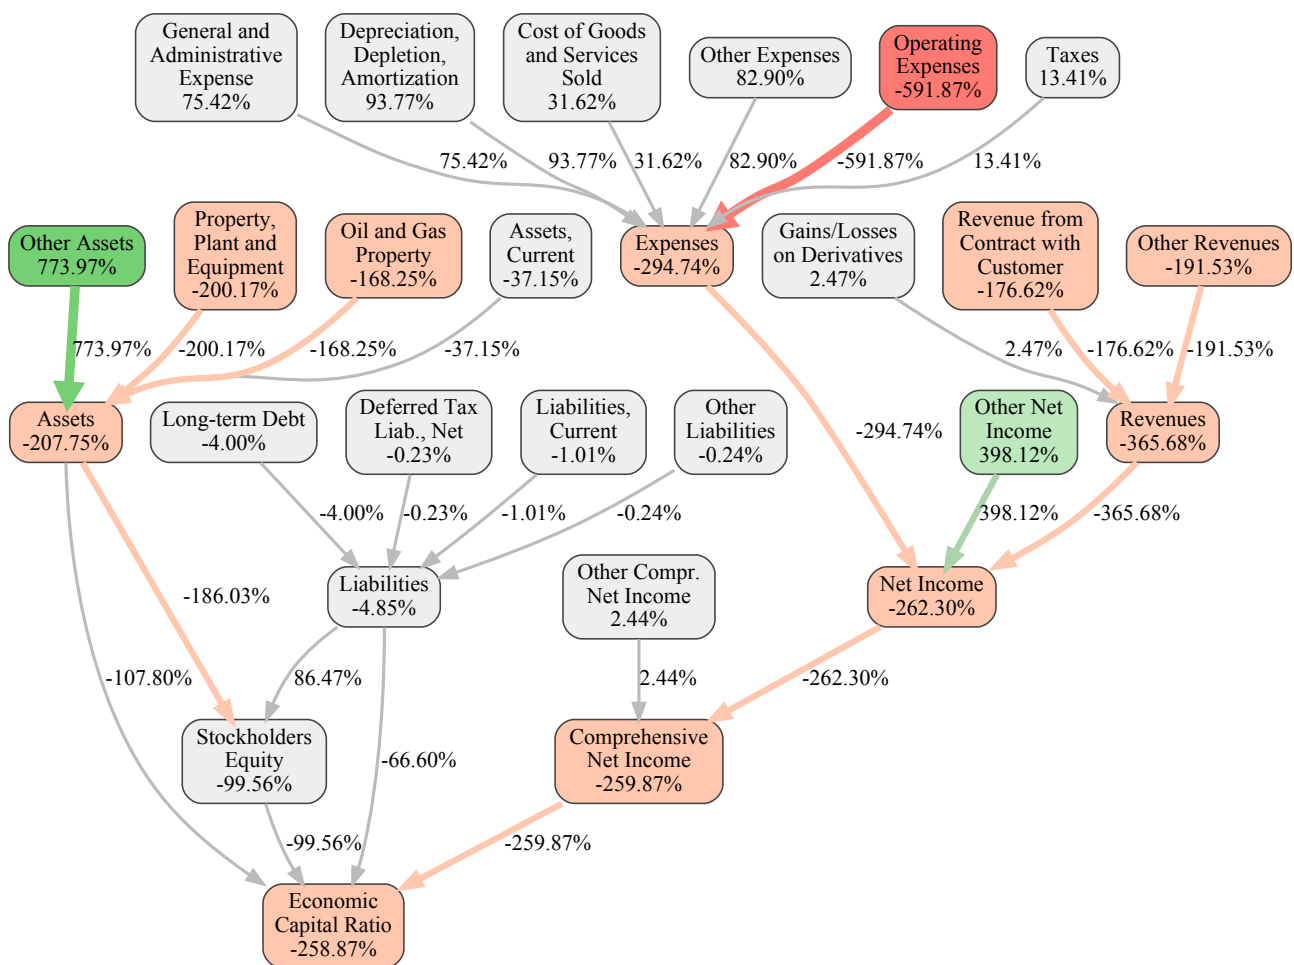 General and
Administrative
Expense
75.42%
Depreciation,
Depletion,
Amortization
93.77%
Cost of Goods
and Services
Sold
31.62%
Other Expenses
82.90%
Operating
Expenses
-591.87%
Taxes
13.41%
75.42%
93.77%
31.62%
82.90%
-591.87%
13.41%
Other Assets
773.97%
Property,
Plant and
Equipment
-200.17%
Oil and Gas
Property
-168.25%
Assets,
Current
-37.15%
Expenses
-294.74%
Gains/Losses
on Derivatives
2.47%
Revenue from
Contract with
Customer
-176.62%
Other Revenues
-191.53%
773.97%
-200.17%
-168.25%
-37.15%
2.47%
-176.62%
-191.53%
Assets
-207.75%
Long-term Debt
-4.00%
Deferred Tax
Liab., Net
-0.23%
Liabilities,
Current
-1.01%
Other
Liabilities
-0.24%
-294.74%
Other Net
Income
398.12%
Revenues
-365.68%
-4.00%
-0.23%
-1.01%
-0.24%
398.12%
-365.68%
-186.03%
Liabilities
-4.85%
Other Compr.
Net Income
2.44%
Net Income
-262.30%
-107.80%
86.47%
2.44%
-262.30%
Stockholders
Equity
-99.56%
-66.60%
Comprehensive
Net Income
-259.87%
-99.56%
-259.87%
Economic
Capital Ratio
-258.87%